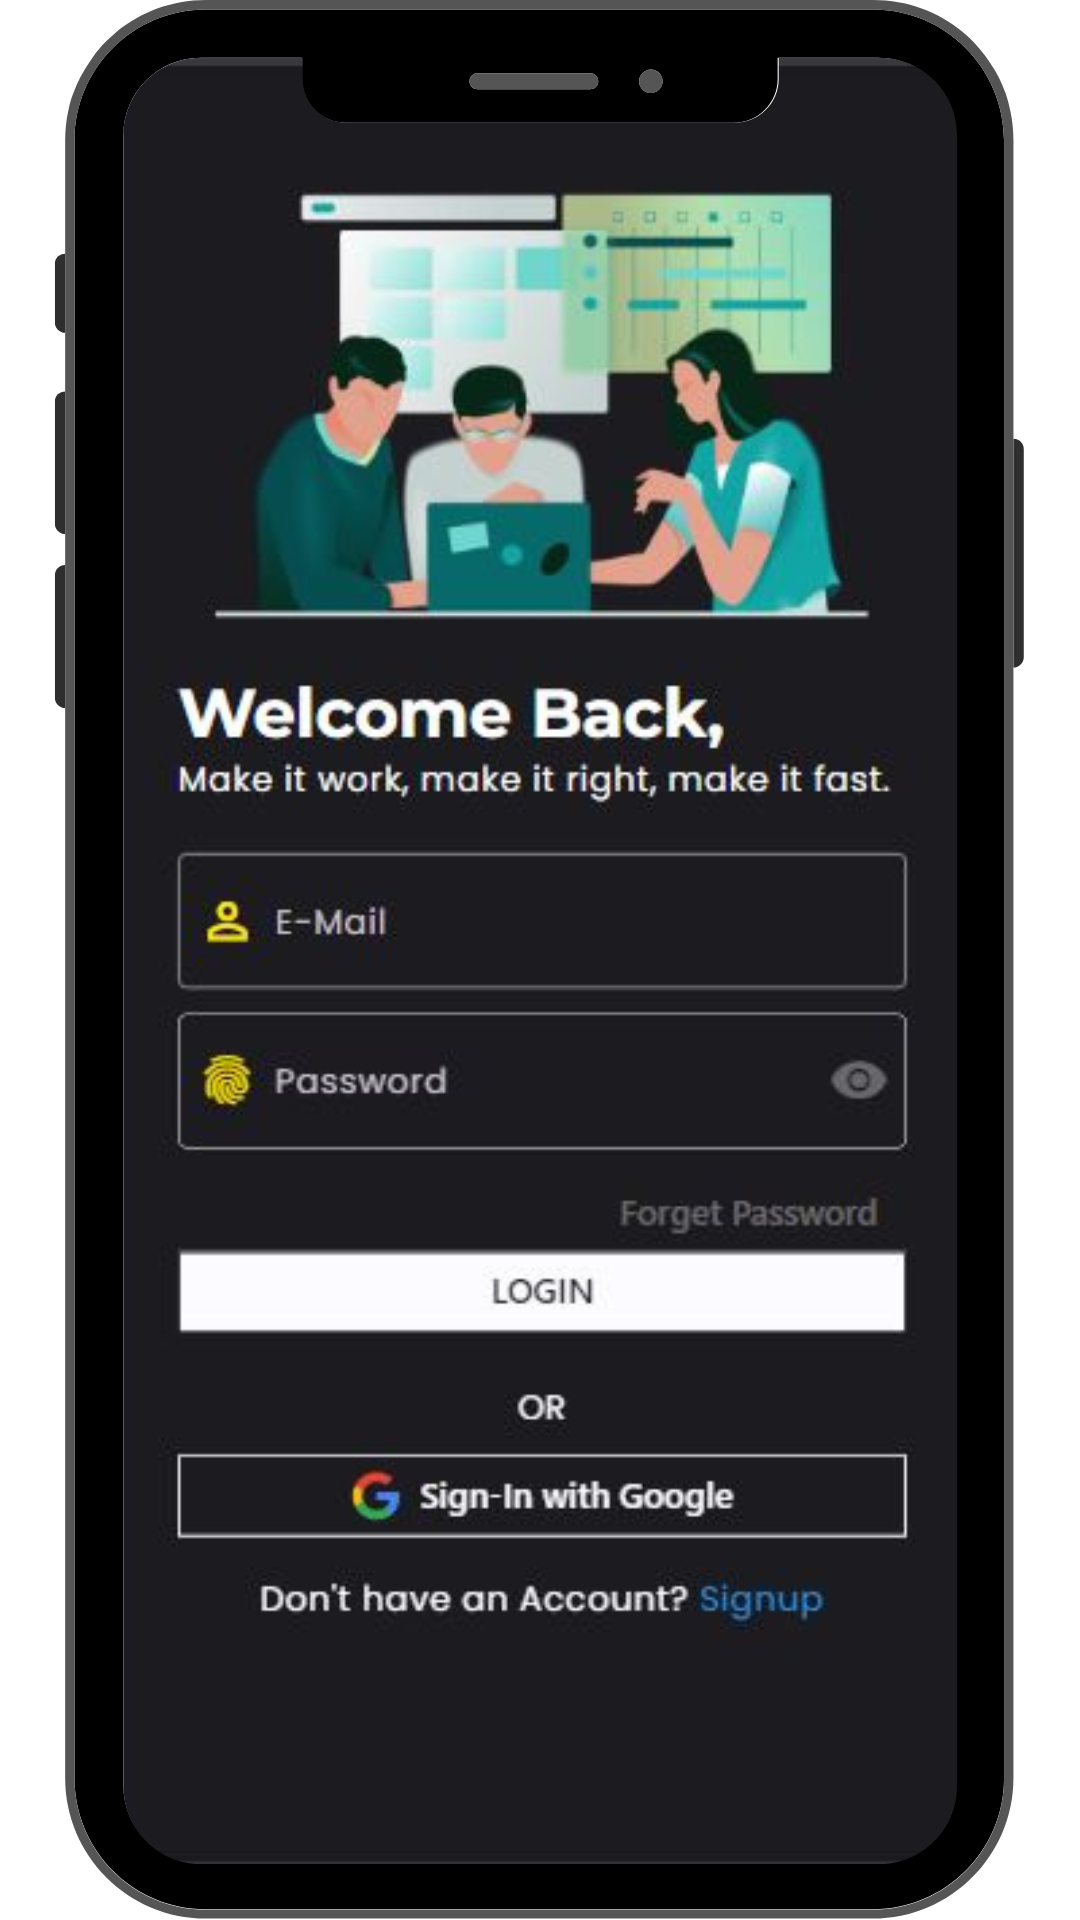 Welcome Back,
Make it work, make it right, make it fast.
E-Mail
Password
Forget Password
LOGIN
OR
Sign-In with Google
Don't have an Account? Signup